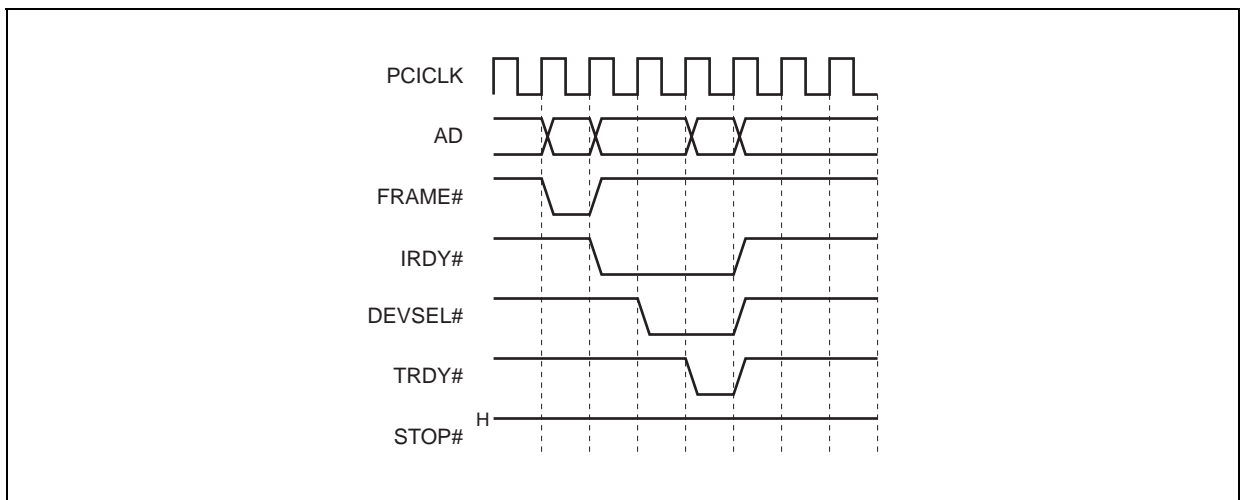 PCICLK
AD
FRAME#
IRDY#
DEVSEL#
TRDY#
H
STOP#